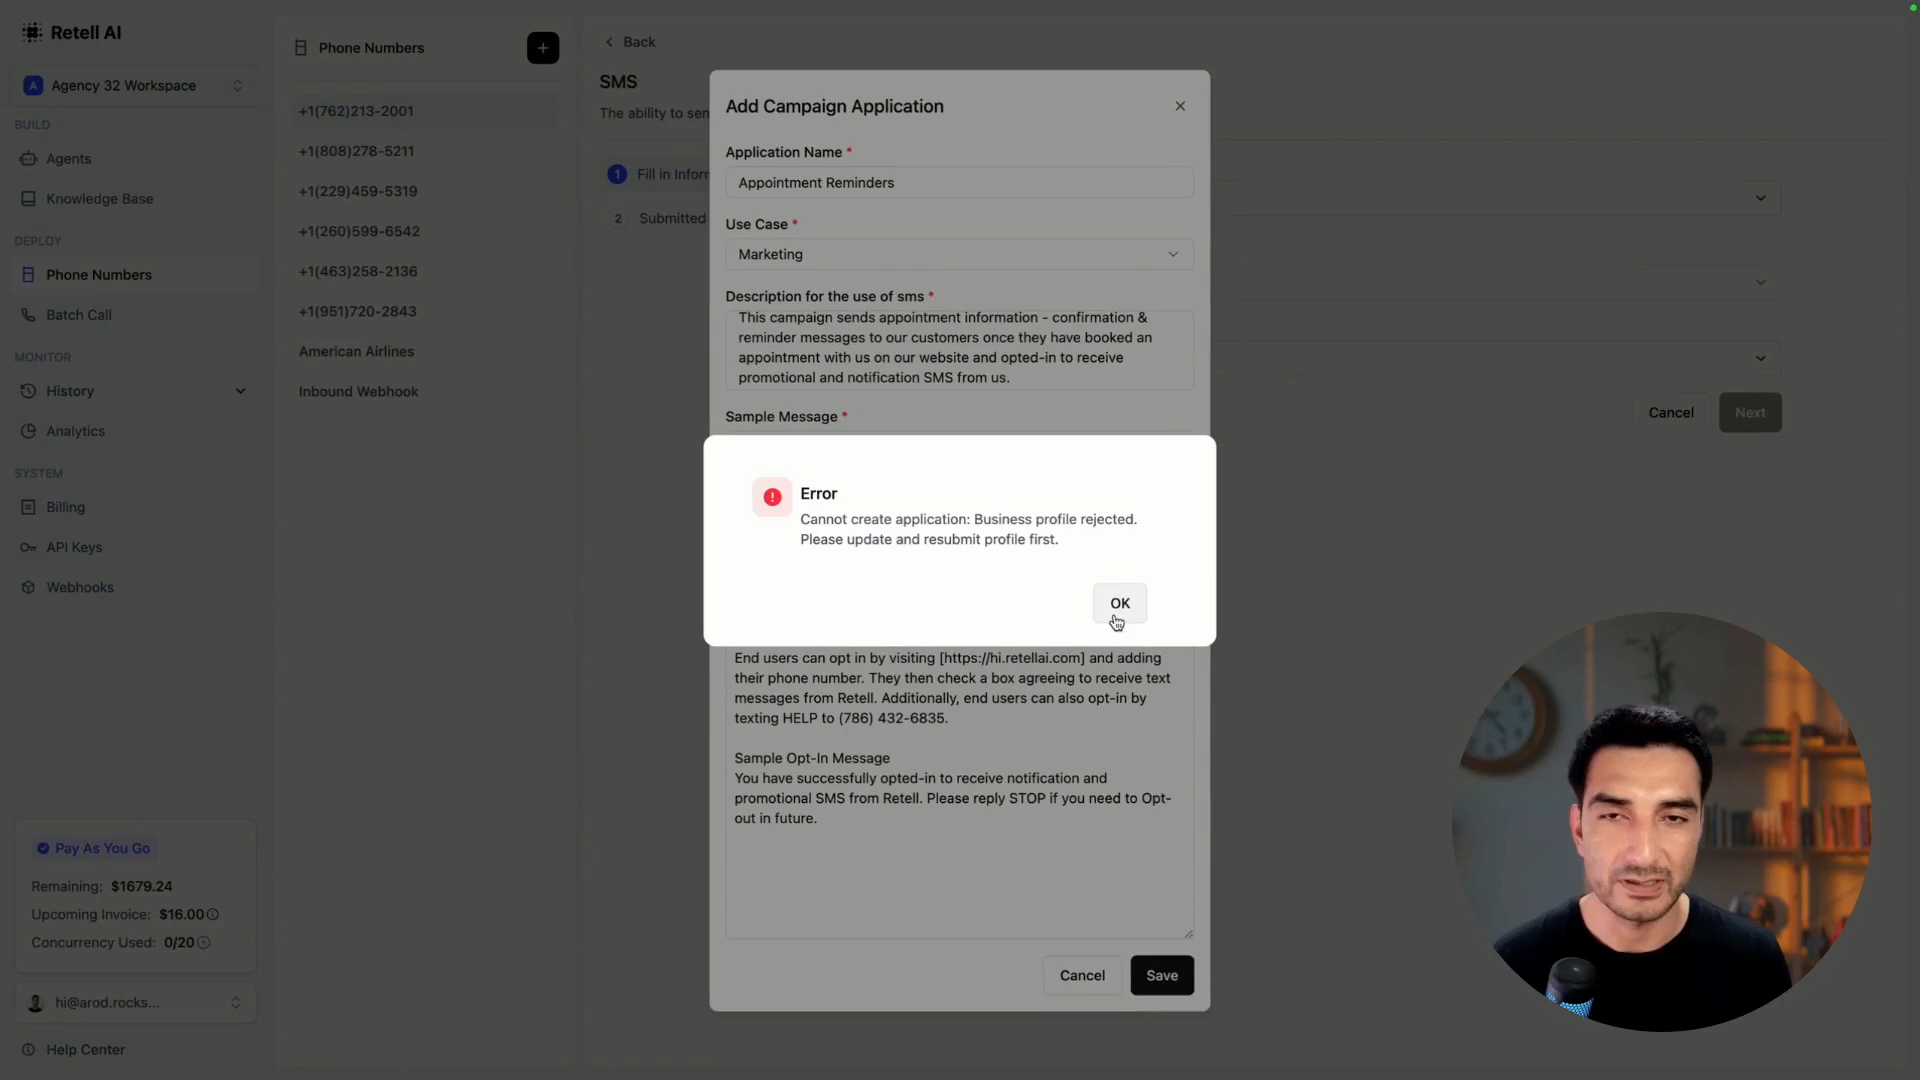 Retell AI
Agency 32 Workspace
BUILD
Agents
Knowledge Base
DEPLOY
Phone Numbers
Batch Call
MONITOR
History
Analytics
SYSTEM
Billing
API Keys
Webhooks
Pay As You Go
Remaining: $1679.24
Upcoming Invoice: $16.00
Concurrency Used: 0/20
hi@arod.rocks...
Help Center
Phone Numbers
+
+1(762)213-2001
+1(808)278-5211
+1(229)459-5319
+1(260)599-6542
+1(463)258-2136
+1(951)720-2843
American Airlines
Inbound Webhook
Back
SMS
The ability to sen
1 Fill in Inforr
2 Submitted
Cancel
Next
Add Campaign Application
Application Name *
Appointment Reminders
Use Case *
Marketing
Description for the use of sms *
This campaign sends appointment information - confirmation &
reminder messages to our customers once they have booked an
appointment with us on our website and opted-in to receive
promotional and notification SMS from us.
Sample Message *
Error
Cannot create application: Business profile rejected.
Please update and resubmit profile first.
OK
End users can opt in by visiting [https://hi.retellai.com] and adding
their phone number. They then check a box agreeing to receive text
messages from Retell. Additionally, end users can also opt-in by
texting HELP to (786) 432-6835.
Sample Opt-In Message
You have successfully opted-in to receive notification and
promotional SMS from Retell. Please reply STOP if you need to Opt-
out in future.
Cancel
Save